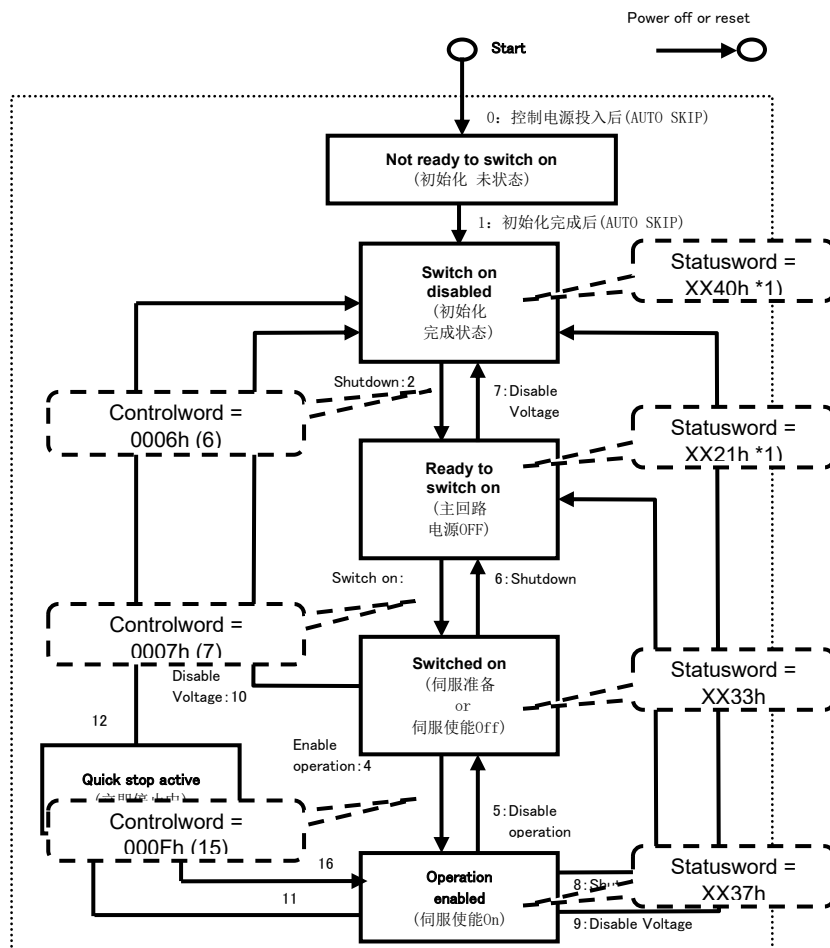 Power off or reset
Start
0: 控制电源投入后(AUTO SKIP)
Not ready to switch on
(初始化 未状态)
1: 初始化完成后(AUTO SKIP)
Switch on
disabled
(初始化
完成状态)
Statusword =
XX40h *1)
Shutdown:2
7:Disable
Voltage
Controlword =
0006h (6)
Statusword =
XX21h *1)
Ready to
switch on
(主回路
电源OFF)
Switch on:
6:Shutdown
Controlword =
0007h (7)
Disable
Voltage:10
Switched on
(伺服准备
or
伺服使能Off)
Statusword =
XX33h
12
Enable
operation:4
Quick stop active
5:Disable
operation
Controlword =
000Fh (15)
16
11
Operation
enabled
(伺服使能On)
Statusword =
XX37h
9:Disable Voltage